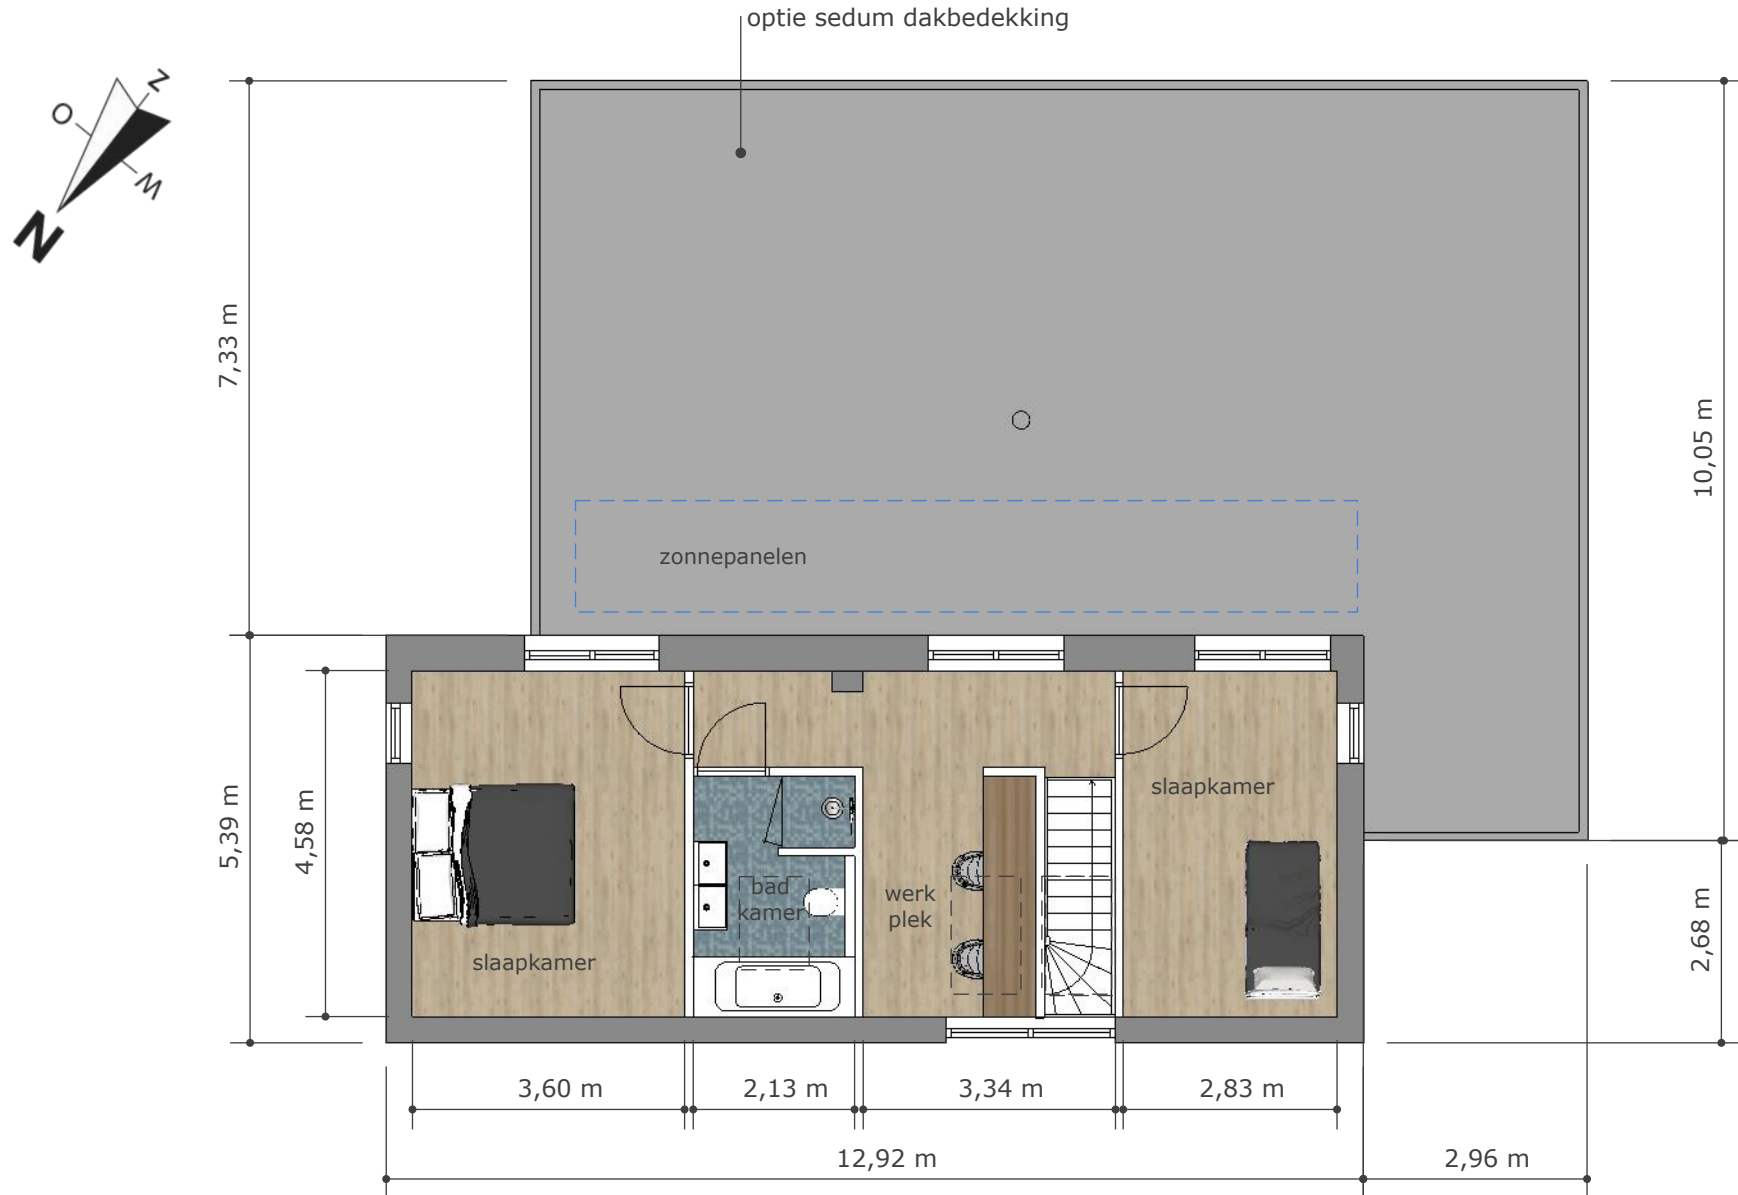 optie sedum dakbedekking
Z
O
W
N
7,33 m
10,05 m
zonnepanelen
5,39 m
4,58 m
slaapkamer
bad
kamer
werk
plek
slaapkamer
2,68 m
3,60 m
2,13 m
3,34 m
2,83 m
12,92 m
2,96 m